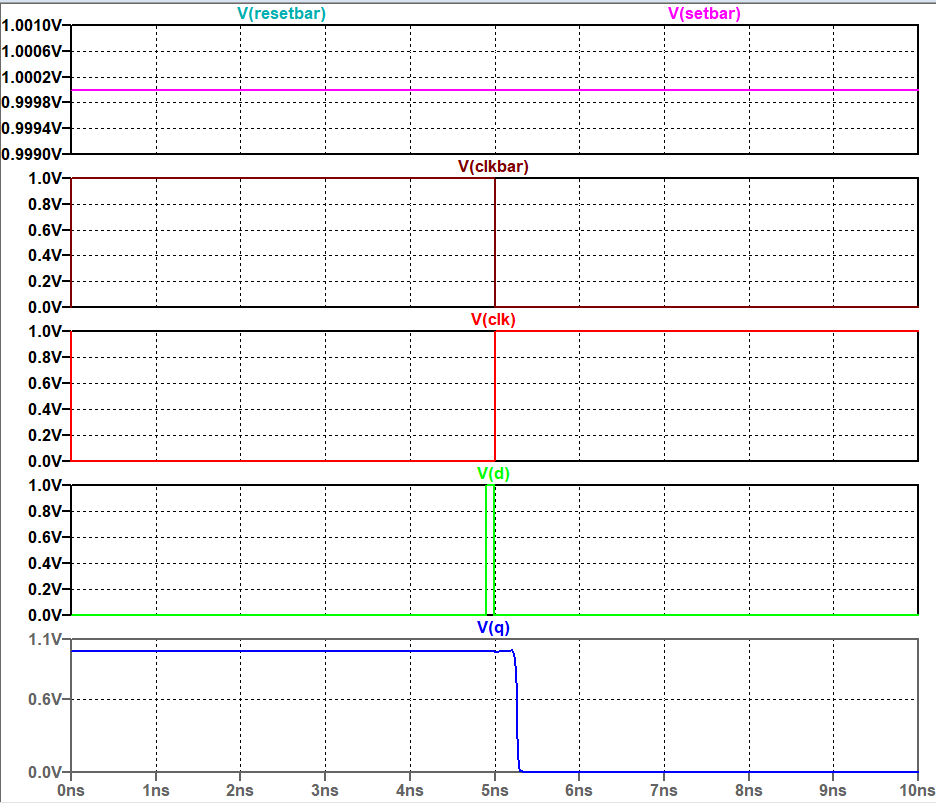 V(resetbar) V(setbar)
1.0010V
1.0006V
1.0002V
0.9998V
0.9994V
0.9990V
V(clkbar)
1.0V
0.8V
0.6V
0.4V
0.2V
0.0V
V(clk)
1.0V
0.8V
0.6V
0.4V
0.2V
0.0V
V(d)
1.0V
0.8V
0.6V
0.4V
0.2V
0.0V
V(q)
1.1V
0.6V
0.0V
0ns 1ns 2ns 3ns 4ns 5ns 6ns 7ns 8ns 9ns 10ns